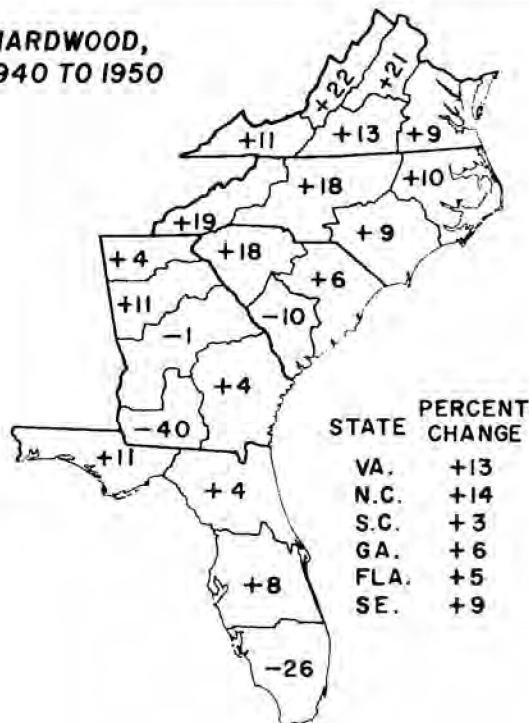 HARDWOOD,
940 TO 1950
+22
+21
+11
+13
+9
+18
+10
+19
+9
+4
+18
+6
+11
-10
-1
+4
-40
+11
+4
+8
-26
STATE PERCENT CHANGE
VA. +13
N.C. +14
S.C. +3
GA. +6
FLA. +5
SE. +9